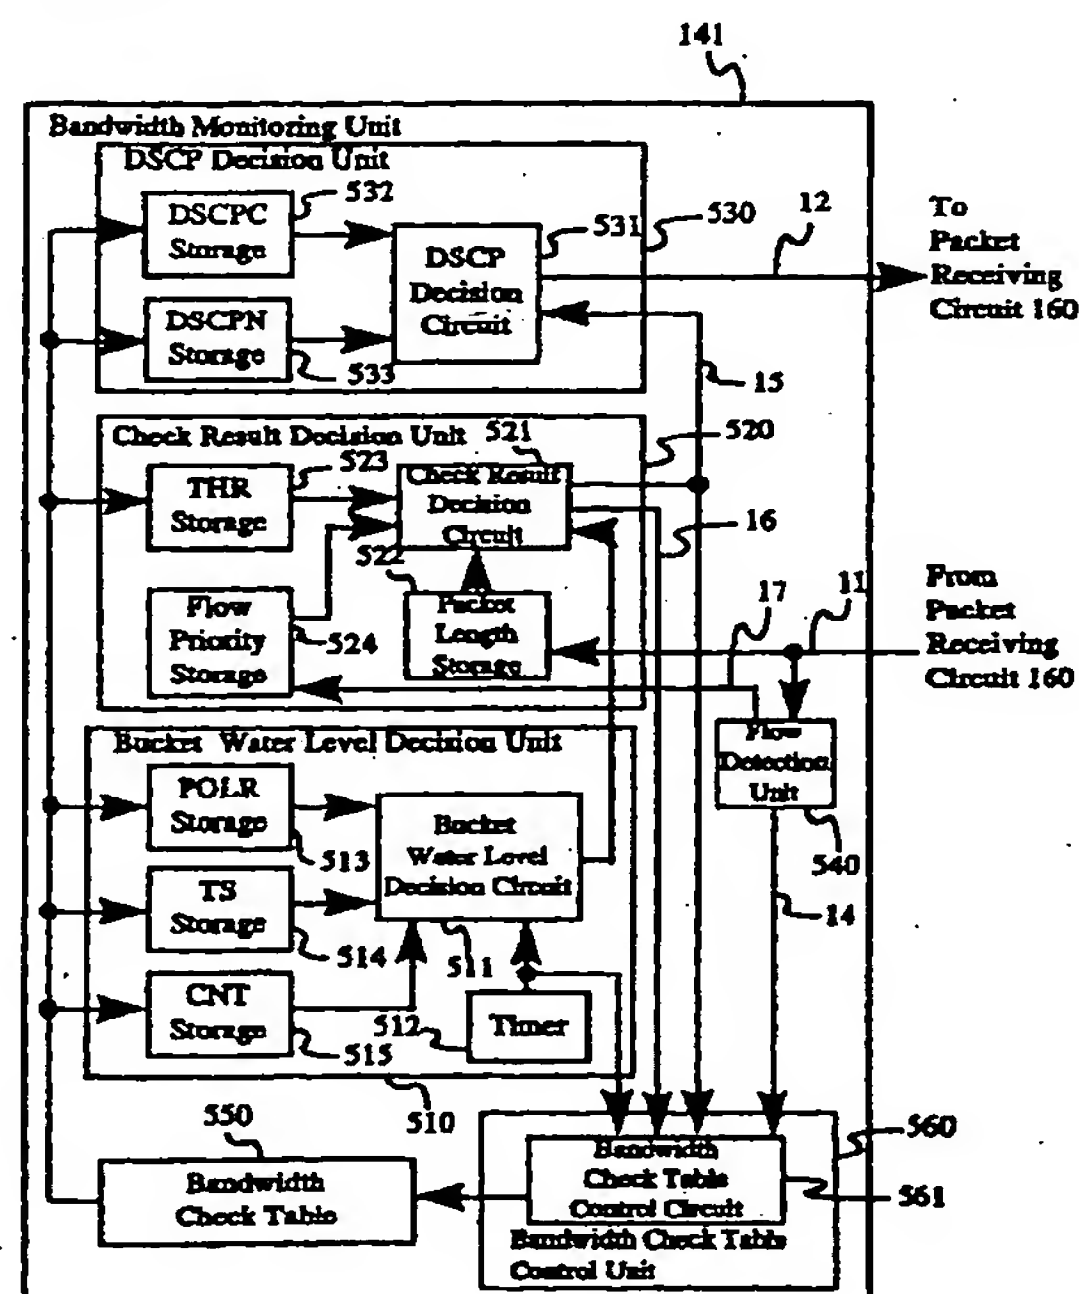 141
Bandwidth Monitoring Unit
DSCP Decision Unit
532
DSCPC
Storage
531
530
12
To
Packet
Receiving
Circuit 160
DSCP
Decision
Circuit
DSCPN
Storage
533
15
Check Result Decision Unit
521
520
523
THR
Storage
Check Result
Decision
Circuit
16
522
17
11
From
Packet
Receiving
Circuit 160
Flow
Priority
Storage
524
Packet
Length
Storage
Bucket Water Level Decision Unit
Flow
Detection
Unit
540
POLR
Storage
513
Bucket
Water Level
Decision Circuit
TS
Storage
514
511
14
CNT
Storage
515
512
Timer
510
550
560
Bandwidth
Check Table
Bandwidth
Check Table
Control Circuit
561
Bandwidth Check Table
Control Unit